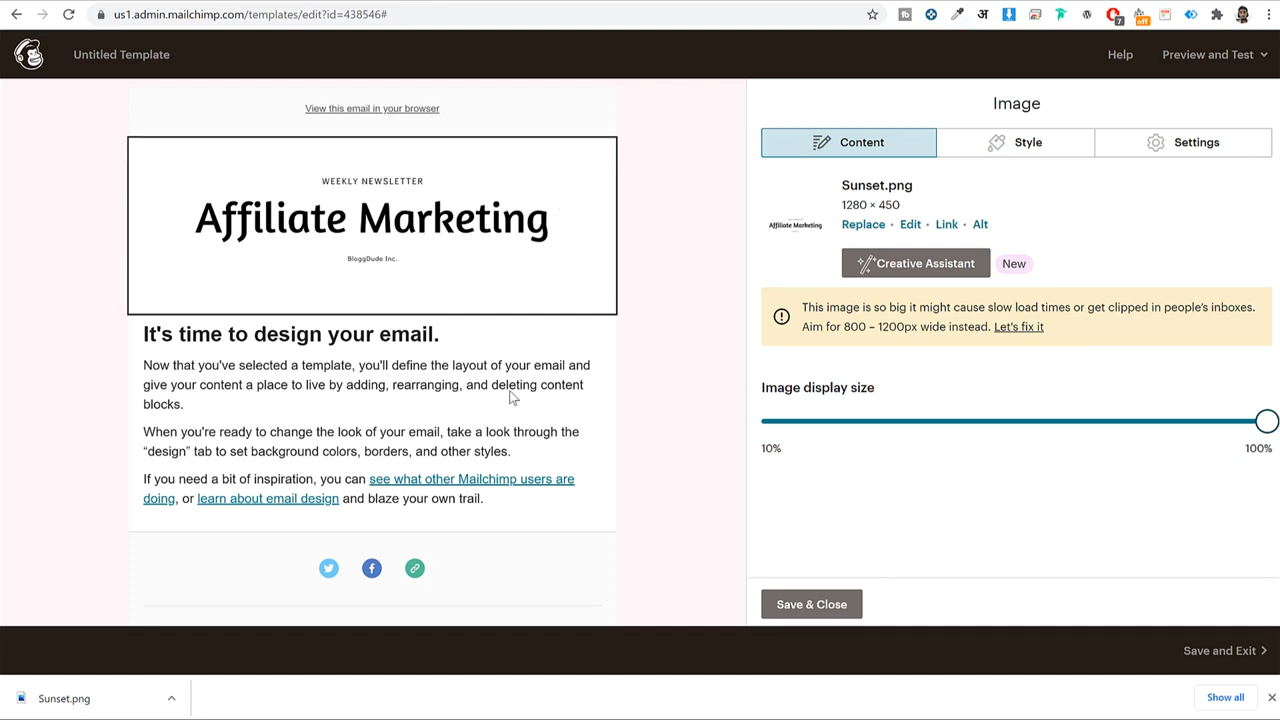 us1.admin.mailchimp.com/templates/edit?id=438546#
fb
अ
7
off
Untitled Template
Help
Preview and Test
View this email in your browser
WEEKLY NEWSLETTER
Affiliate Marketing
BloggDude Inc.
It's time to design your email.
Now that you've selected a template, you'll define the layout of your email and
give your content a place to live by adding, rearranging, and deleting content
blocks.
When you're ready to change the look of your email, take a look through the
“design” tab to set background colors, borders, and other styles.
If you need a bit of inspiration, you can see what other Mailchimp users are
doing, or learn about email design and blaze your own trail.
Image
Content
Style
Settings
Affiliate Marketing
Sunset.png
1280 × 450
Replace · Edit · Link · Alt
Creative Assistant
New
This image is so big it might cause slow load times or get clipped in people’s inboxes.
Aim for 800 – 1200px wide instead. Let's fix it
Image display size
10%
100%
Save & Close
Save and Exit
Sunset.png
Show all